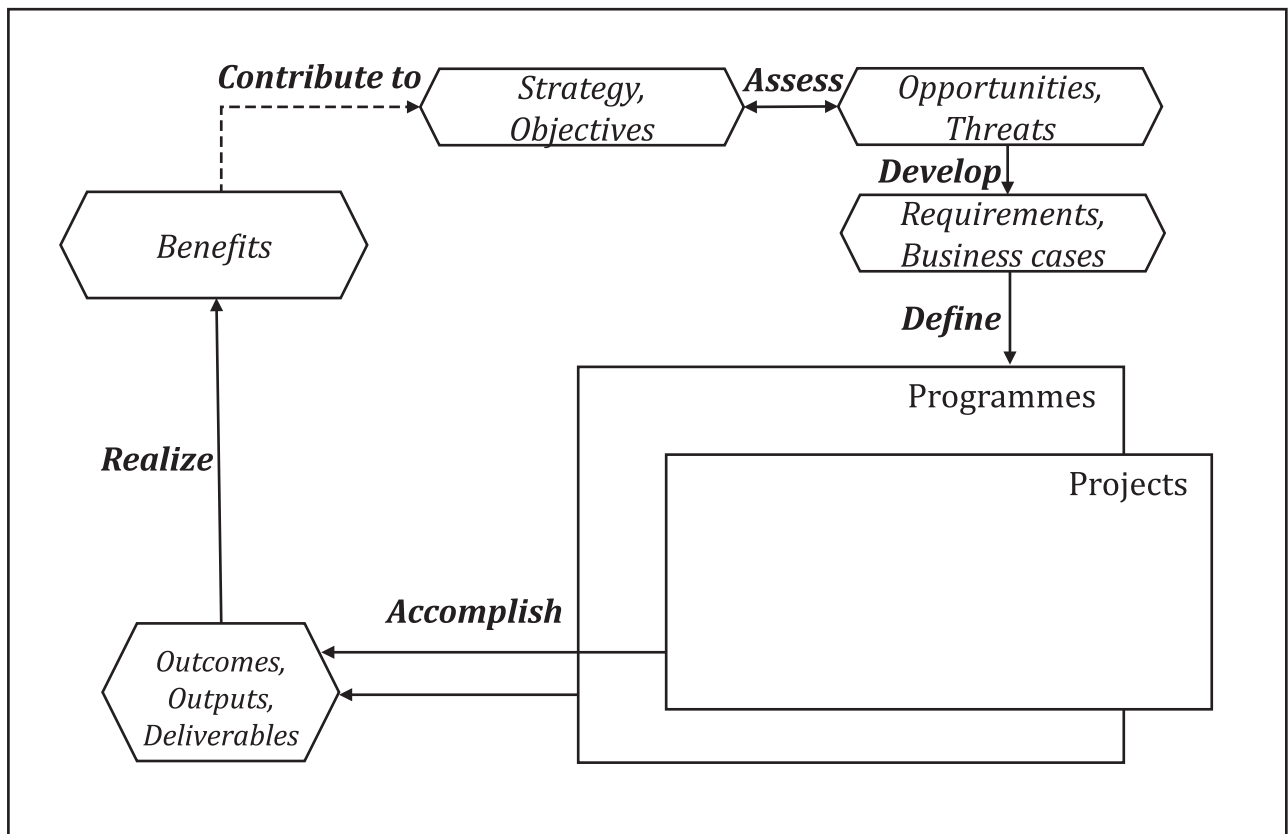 Contribute to
Strategy,
Objectives
Assess
Opportunities,
Threats
Develop
Requirements,
Business cases
Define
Benefits
Programmes
Projects
Realize
Accomplish
Outcomes,
Outputs,
Deliverables